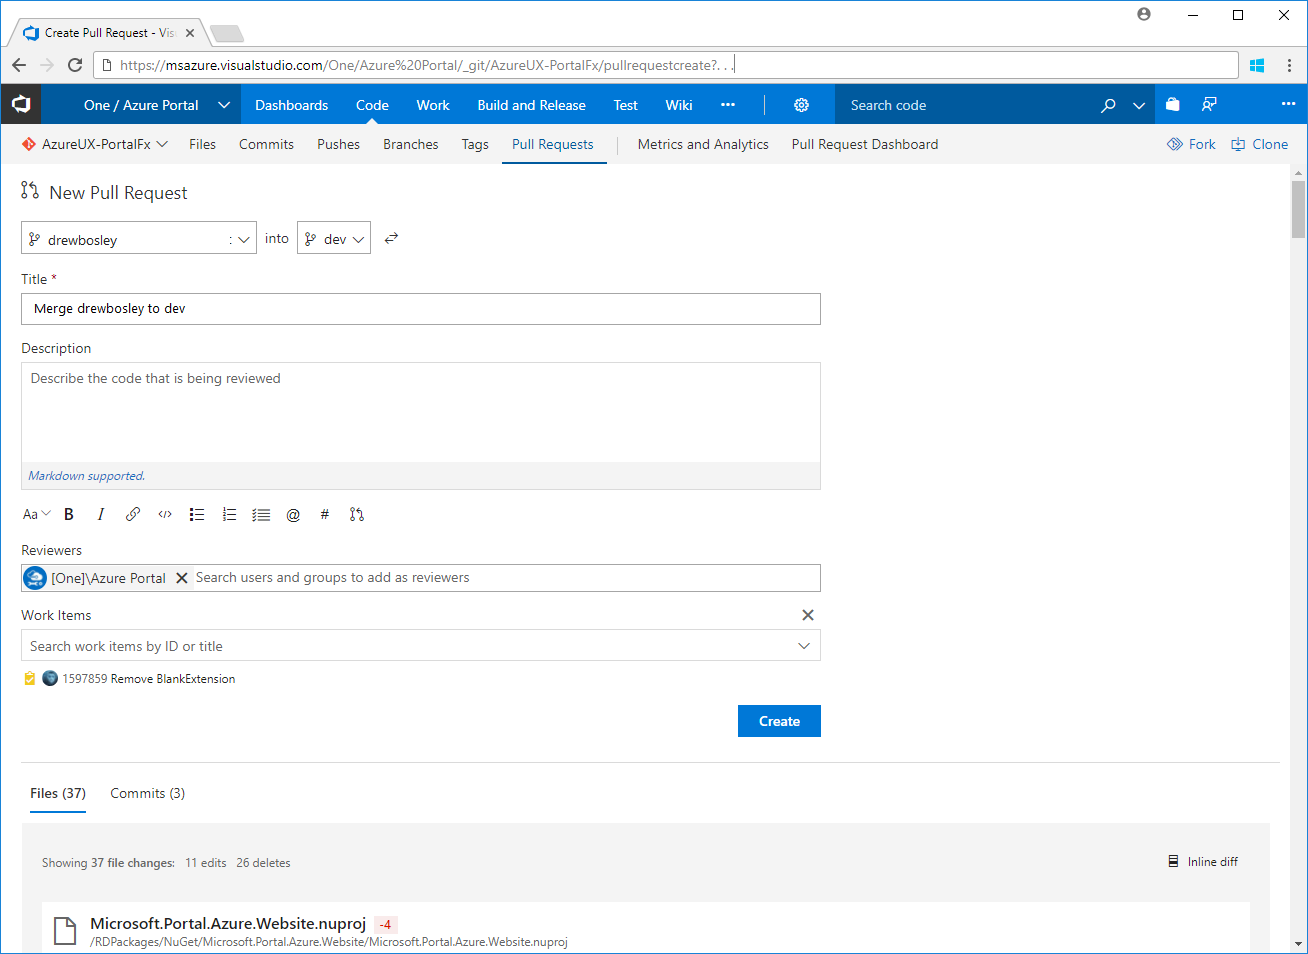 Create Pull Request - Vis
https://msazure.visualstudio.com/One/Azure%20Portal/_git/AzureUX-PortalFx/pullrequestcreate?. . .
One / Azure Portal Dashboards Code Work Build and Release Test Wiki ··· Search code ···
AzureUX-PortalFx Files Commits Pushes Branches Tags Pull Requests Metrics and Analytics Pull Request Dashboard Fork Clone
New Pull Request
drewbosley : into dev
Title *
Merge drewbosley to dev
Description
Describe the code that is being reviewed
Markdown supported.
Aa B I </> @ #
Reviewers
[One]\Azure Portal Search users and groups to add as reviewers
Work Items
Search work items by ID or title
1597859 Remove BlankExtension
Create
Files (37) Commits (3)
Showing 37 file changes: 11 edits 26 deletes Inline diff
Microsoft.Portal.Azure.Website.nuproj -4
/RDPackages/NuGet/Microsoft.Portal.Azure.Website/Microsoft.Portal.Azure.Website.nuproj